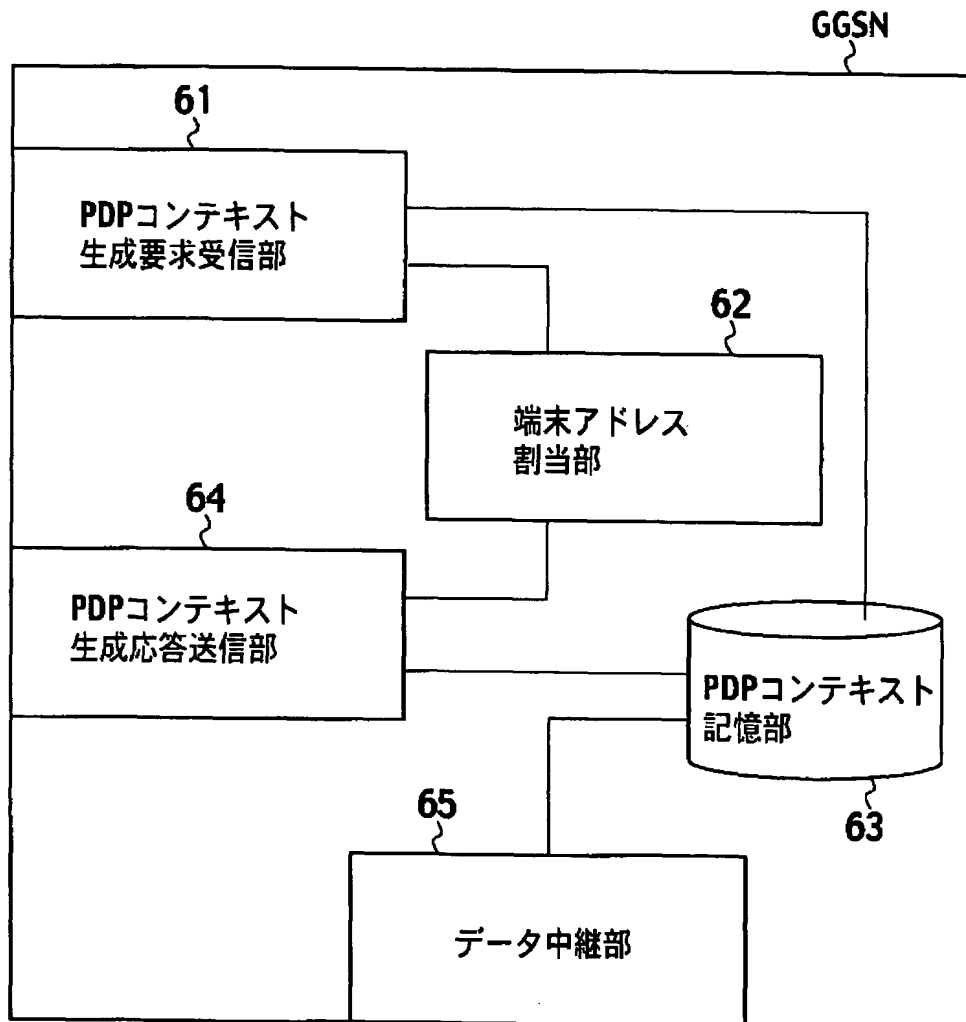 GGSN
61
PDPコンテキスト
生成要求受信部
62
端末アドレス
割当部
64
PDPコンテキスト
生成応答送信部
PDPコンテキスト
記憶部
63
65
データ中継部